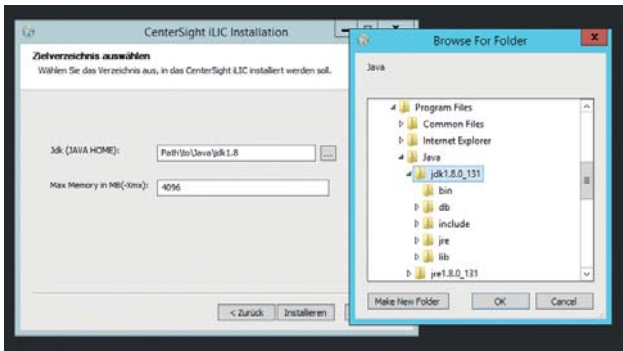 CenterSight iLIC Installation
Zielverzeichnis auswählen
Wählen Sie das Verzeichnis aus, in das CenterSight iLIC installiert werden soll.
Jdk (JAVA HOME):
Path\to\Java\jdk1.8
...
Max Memory in MB(-Xmx):
4096
< Zurück
Installieren
Browse For Folder
x
Java
Program Files
Common Files
Internet Explorer
Java
jdk1.8.0_131
bin
db
include
jre
lib
jre1.8.0_131
Make New Folder
OK
Cancel